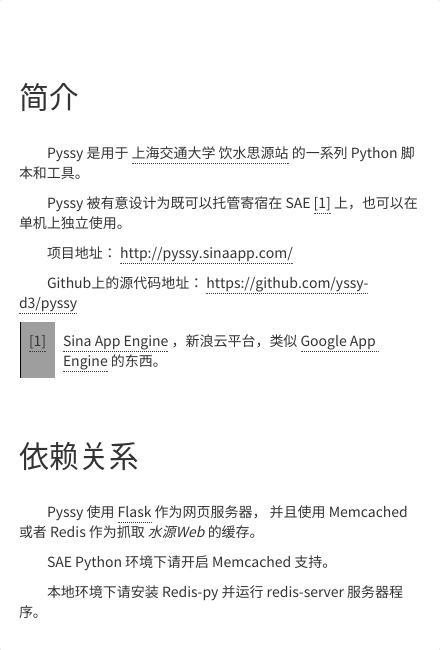 简介
Pyssy 是用于 上海交通大学 饮水思源站 的一系列 Python 脚
本和工具。
Pyssy 被有意设计为既可以托管寄宿在 SAE [1] 上，也可以在
单机上独立使用。
项目地址： http://pyssy.sinaapp.com/
Github上的源代码地址： https://github.com/yssy-
d3/pyssy
[1] Sina App Engine ，新浪云平台，类似 Google App
Engine 的东西。
依赖关系
Pyssy 使用 Flask 作为网页服务器， 并且使用 Memcached
或者 Redis 作为抓取 水源Web 的缓存。
SAE Python 环境下请开启 Memcached 支持。
本地环境下请安装 Redis-py 并运行 redis-server 服务器程
序。